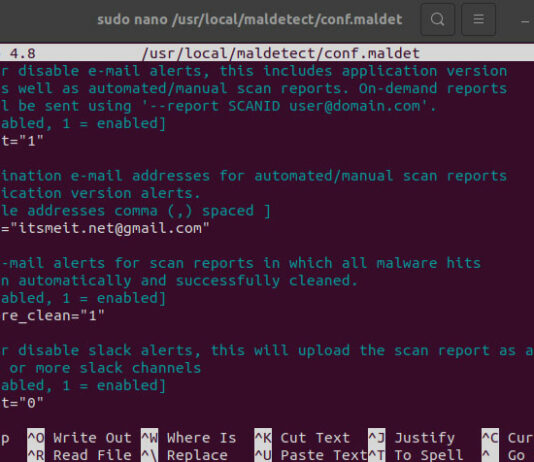 sudo nano /usr/local/maldetect/conf.maldet
4.8 /usr/local/maldetect/conf.maldet
r disable e-mail alerts, this includes application version
s well as automated/manual scan reports. On-demand reports
l be sent using '--report SCANID user@domain.com'.
abled, 1 = enabled]
t="1"
ination e-mail addresses for automated/manual scan reports
ication version alerts.
le addresses comma (,) spaced ]
="itsmeit.net@gmail.com"
-mail alerts for scan reports in which all malware hits
n automatically and successfully cleaned.
abled, 1 = enabled]
re_clean="1"
r disable slack alerts, this will upload the scan report as a
or more slack channels
abled, 1 = enabled]
t="0"
p ^O Write Out ^W Where Is ^K Cut Text ^J Justify ^C Cur
^R Read File ^\ Replace ^U Paste Text ^T To Spell ^_ Go